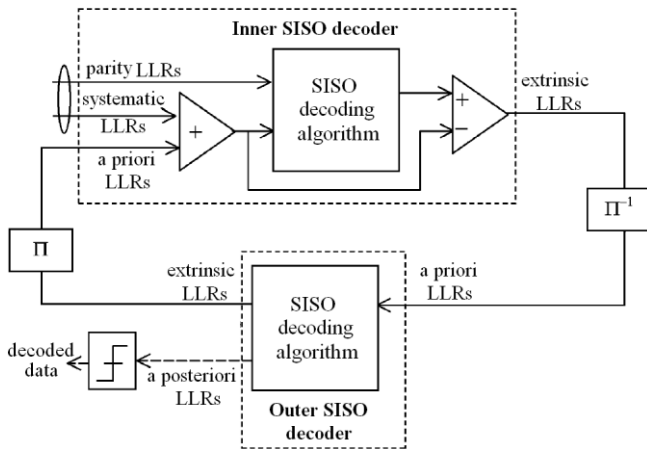 Inner SISO decoder
parity LLRs
systematic
LLRs
a priori
LLRs
+
SISO
decoding
algorithm
+
−
extrinsic
LLRs
Π
Π⁻¹
extrinsic
LLRs
SISO
decoding
algorithm
a priori
LLRs
decoded
data
a posteriori
LLRs
Outer SISO
decoder